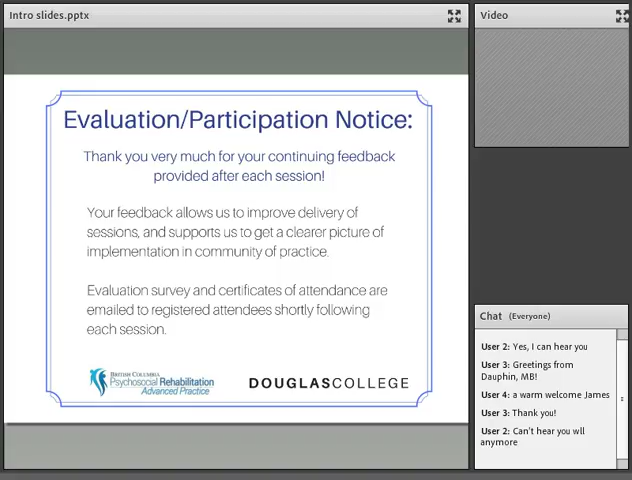 Intro slides.pptx
Evaluation/Participation Notice:
Thank you very much for your continuing feedback
provided after each session!
Your feedback allows us to improve delivery of
sessions, and supports us to get a clearer picture of
implementation in community of practice.
Evaluation survey and certificates of attendance are
emailed to registered attendees shortly following
each session.
BRITISH COLUMBIA
Psychosocial Rehabilitation
Advanced Practice
DOUGLASCOLLEGE
Video
Chat (Everyone)
User 2: Yes, I can hear you
User 3: Greetings from
Dauphin, MB!
User 4: a warm welcome James
User 3: Thank you!
User 2: Can't hear you wll
anymore